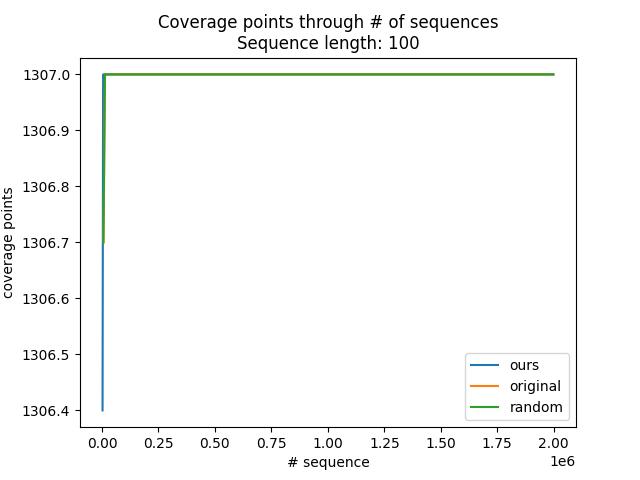 Coverage points through # of sequences
Sequence length: 100
1307.0
1306.9
1306.8
1306.7
1306.6
1306.5
1306.4
coverage points
0.00 0.25 0.50 0.75 1.00 1.25 1.50 1.75 2.00
1e6
# sequence
ours
original
random